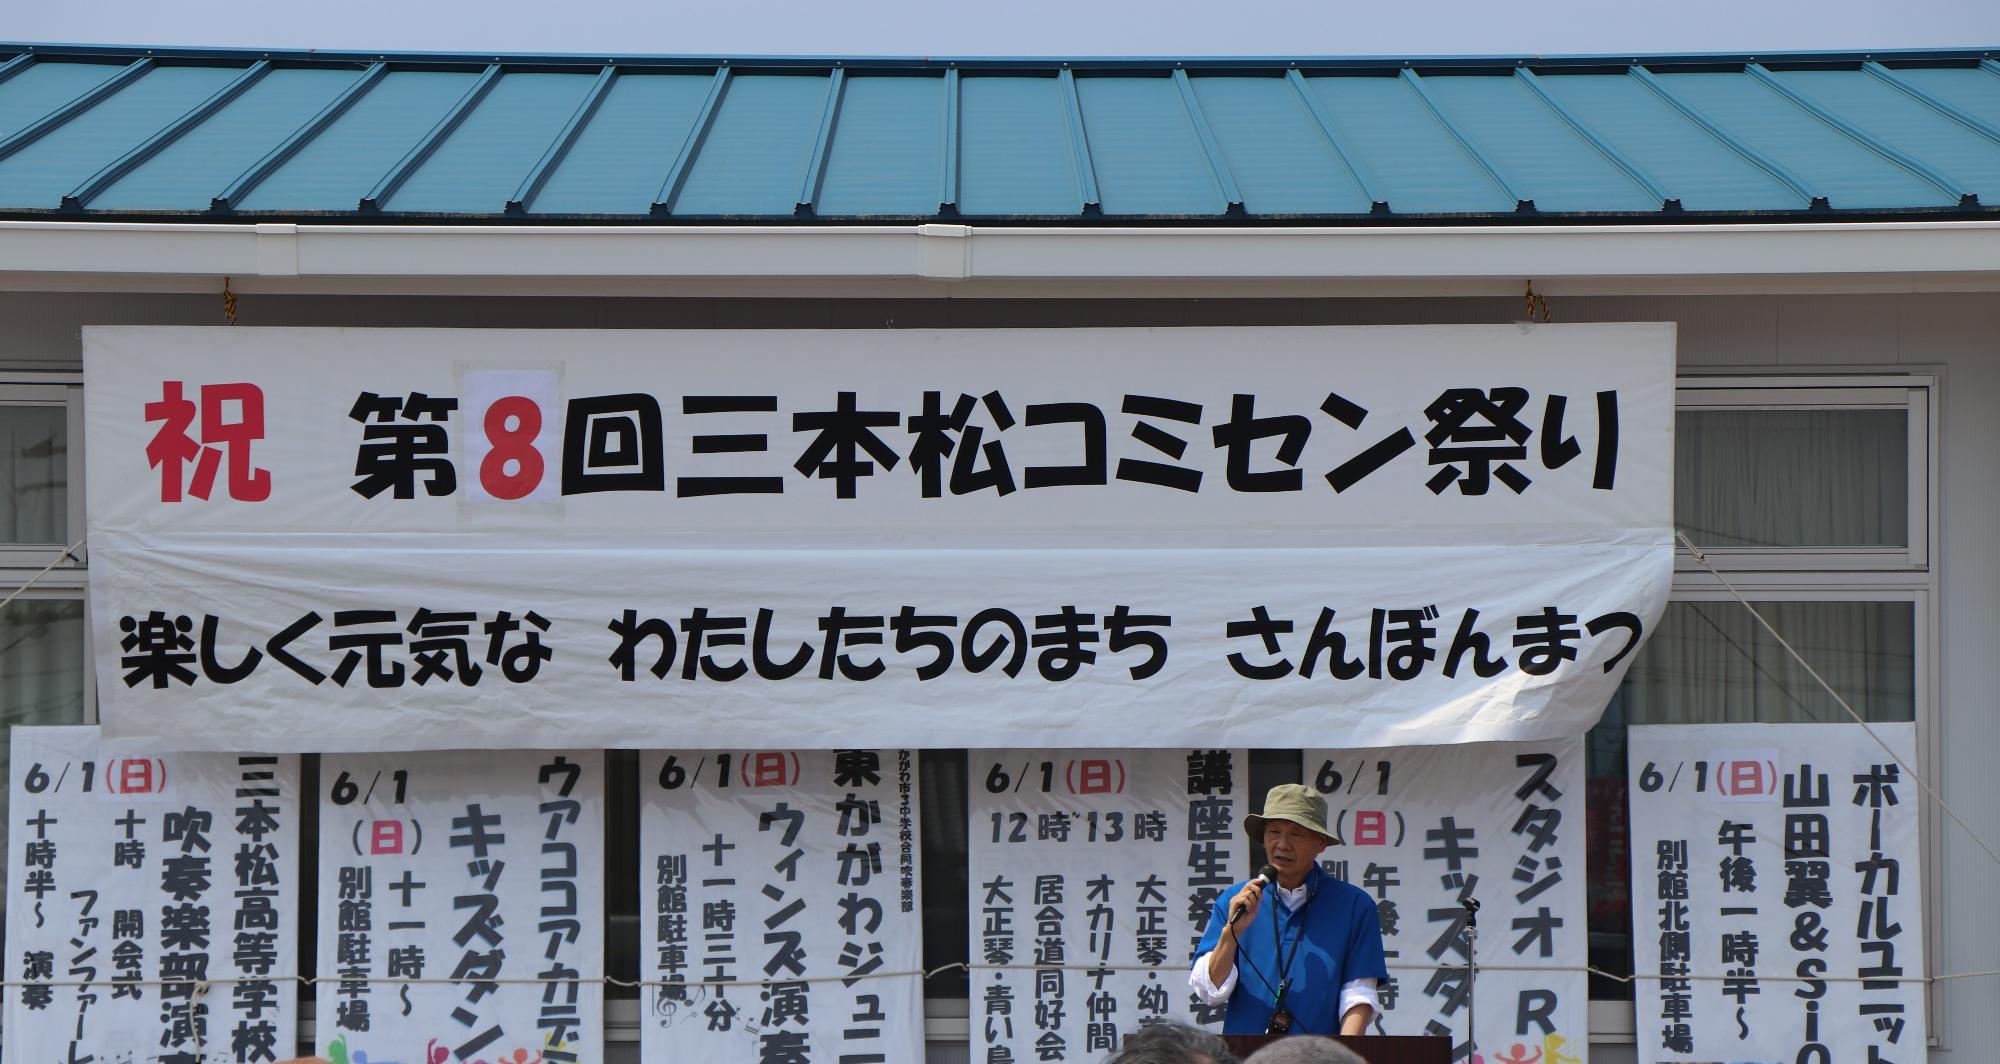 祝 第8回三本松コミセン祭り
楽しく元気な わたしたちのまち さんぼんまつ
6/1(日)
三本松高等学校
吹奏楽部演
十時 開会式
ファンファーレ
十時半～ 演奏
6/1
(日)
ウアココアカデミ
キッズダン
十一時～
別館駐車場
6/1(日)
東かがわジュニ
ウィンズ演奏
十一時三十分
別館駐車場
6/1(日)
講座生発
12時~13時
大正琴・幼
オカリナ仲間
居合道同好会
大正琴・青い鳥
6/1
(日)
スタジオR
キッズダン
午後一時～
6/1(日)
ボーカルユニット
山田翼&Sio
午後一時半～
別館北側駐車場